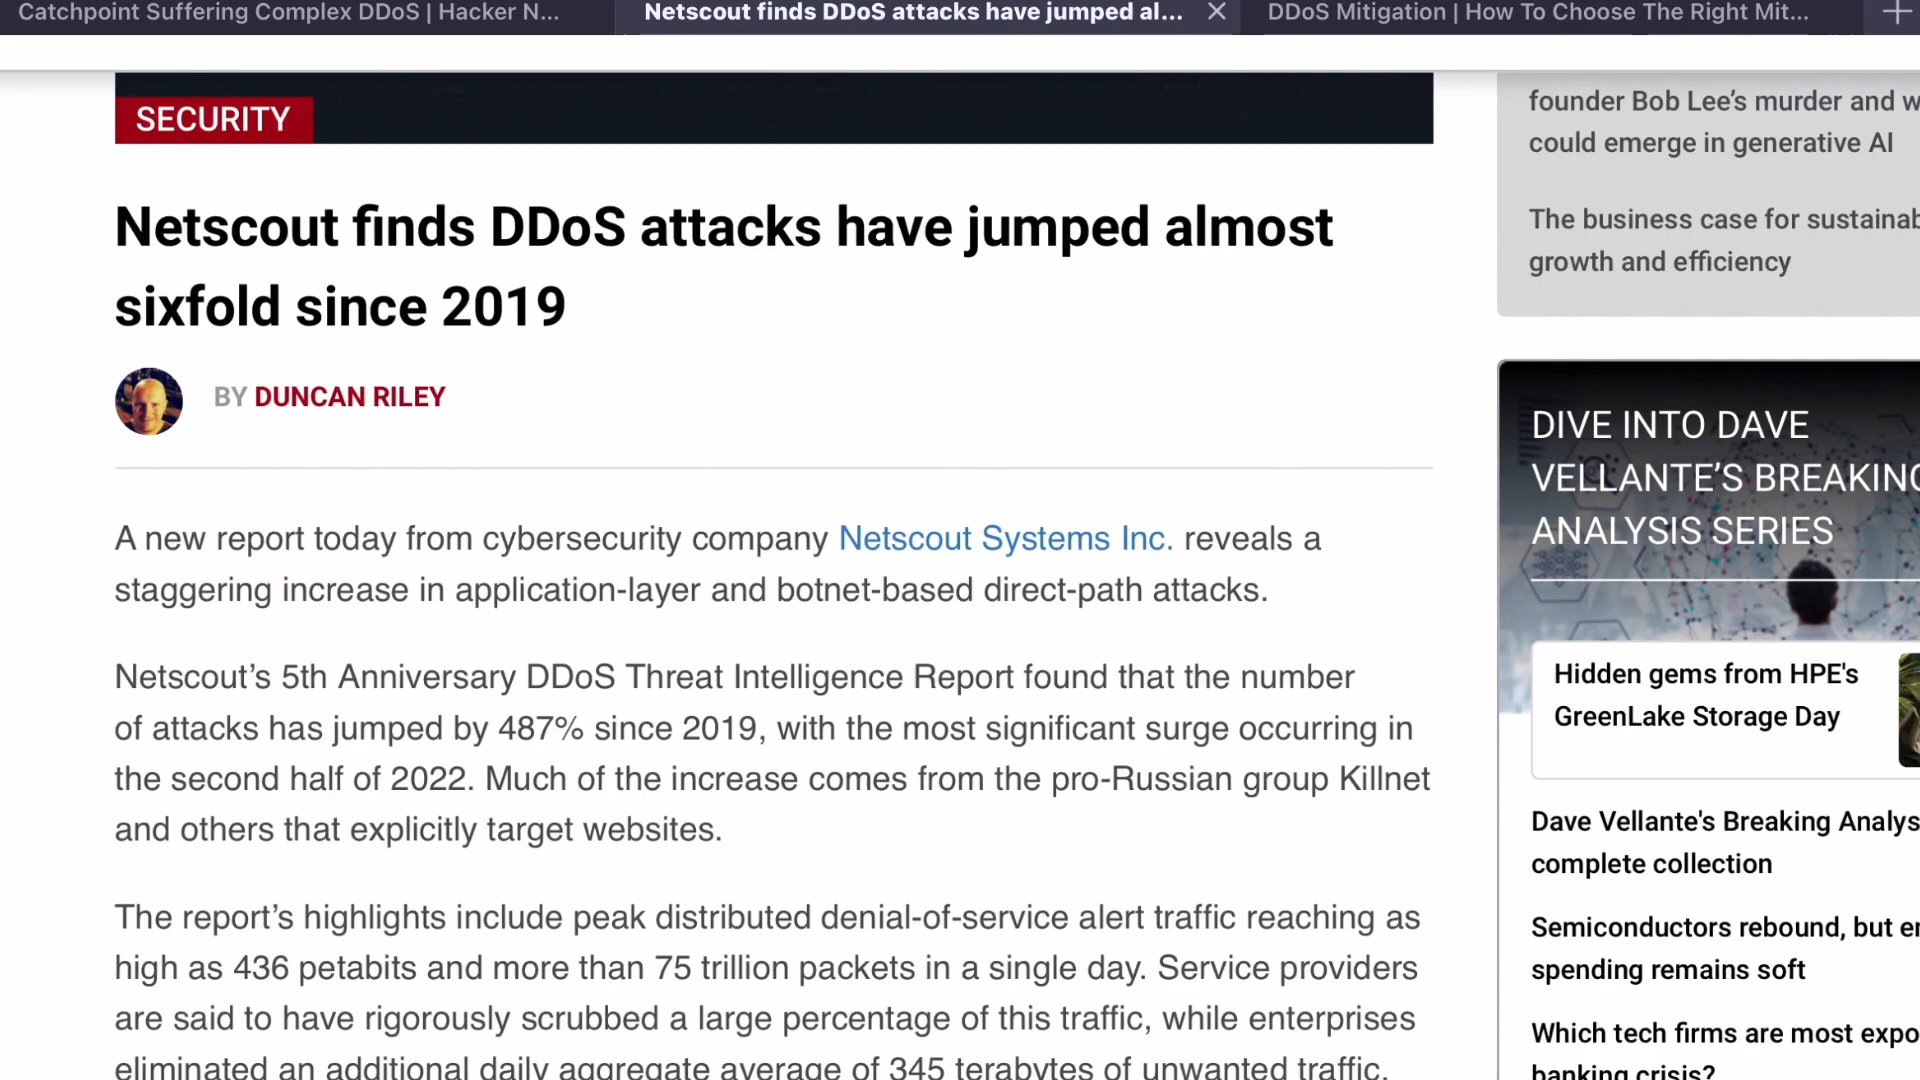 Catchpoint Suffering Complex DDoS | Hacker N...
Netscout finds DDoS attacks have jumped al...
DDoS Mitigation | How To Choose The Right Mit...
SECURITY
Netscout finds DDoS attacks have jumped almost
sixfold since 2019
BY DUNCAN RILEY
A new report today from cybersecurity company Netscout Systems Inc. reveals a
staggering increase in application-layer and botnet-based direct-path attacks.
Netscout’s 5th Anniversary DDoS Threat Intelligence Report found that the number
of attacks has jumped by 487% since 2019, with the most significant surge occurring in
the second half of 2022. Much of the increase comes from the pro-Russian group Killnet
and others that explicitly target websites.
The report’s highlights include peak distributed denial-of-service alert traffic reaching as
high as 436 petabits and more than 75 trillion packets in a single day. Service providers
are said to have rigorously scrubbed a large percentage of this traffic, while enterprises
eliminated an additional daily aggregate average of 345 terabytes of unwanted traffic.
founder Bob Lee’s murder and
could emerge in generative AI
The business case for
growth and efficiency
DIVE INTO DAVE
VELLANTE’S BREAKING
ANALYSIS SERIES
Hidden gems from HPE's
GreenLake Storage Day
Dave Vellante's Breaking
complete collection
Semiconductors rebound, but
spending remains soft
Which tech firms are most
banking crisis?